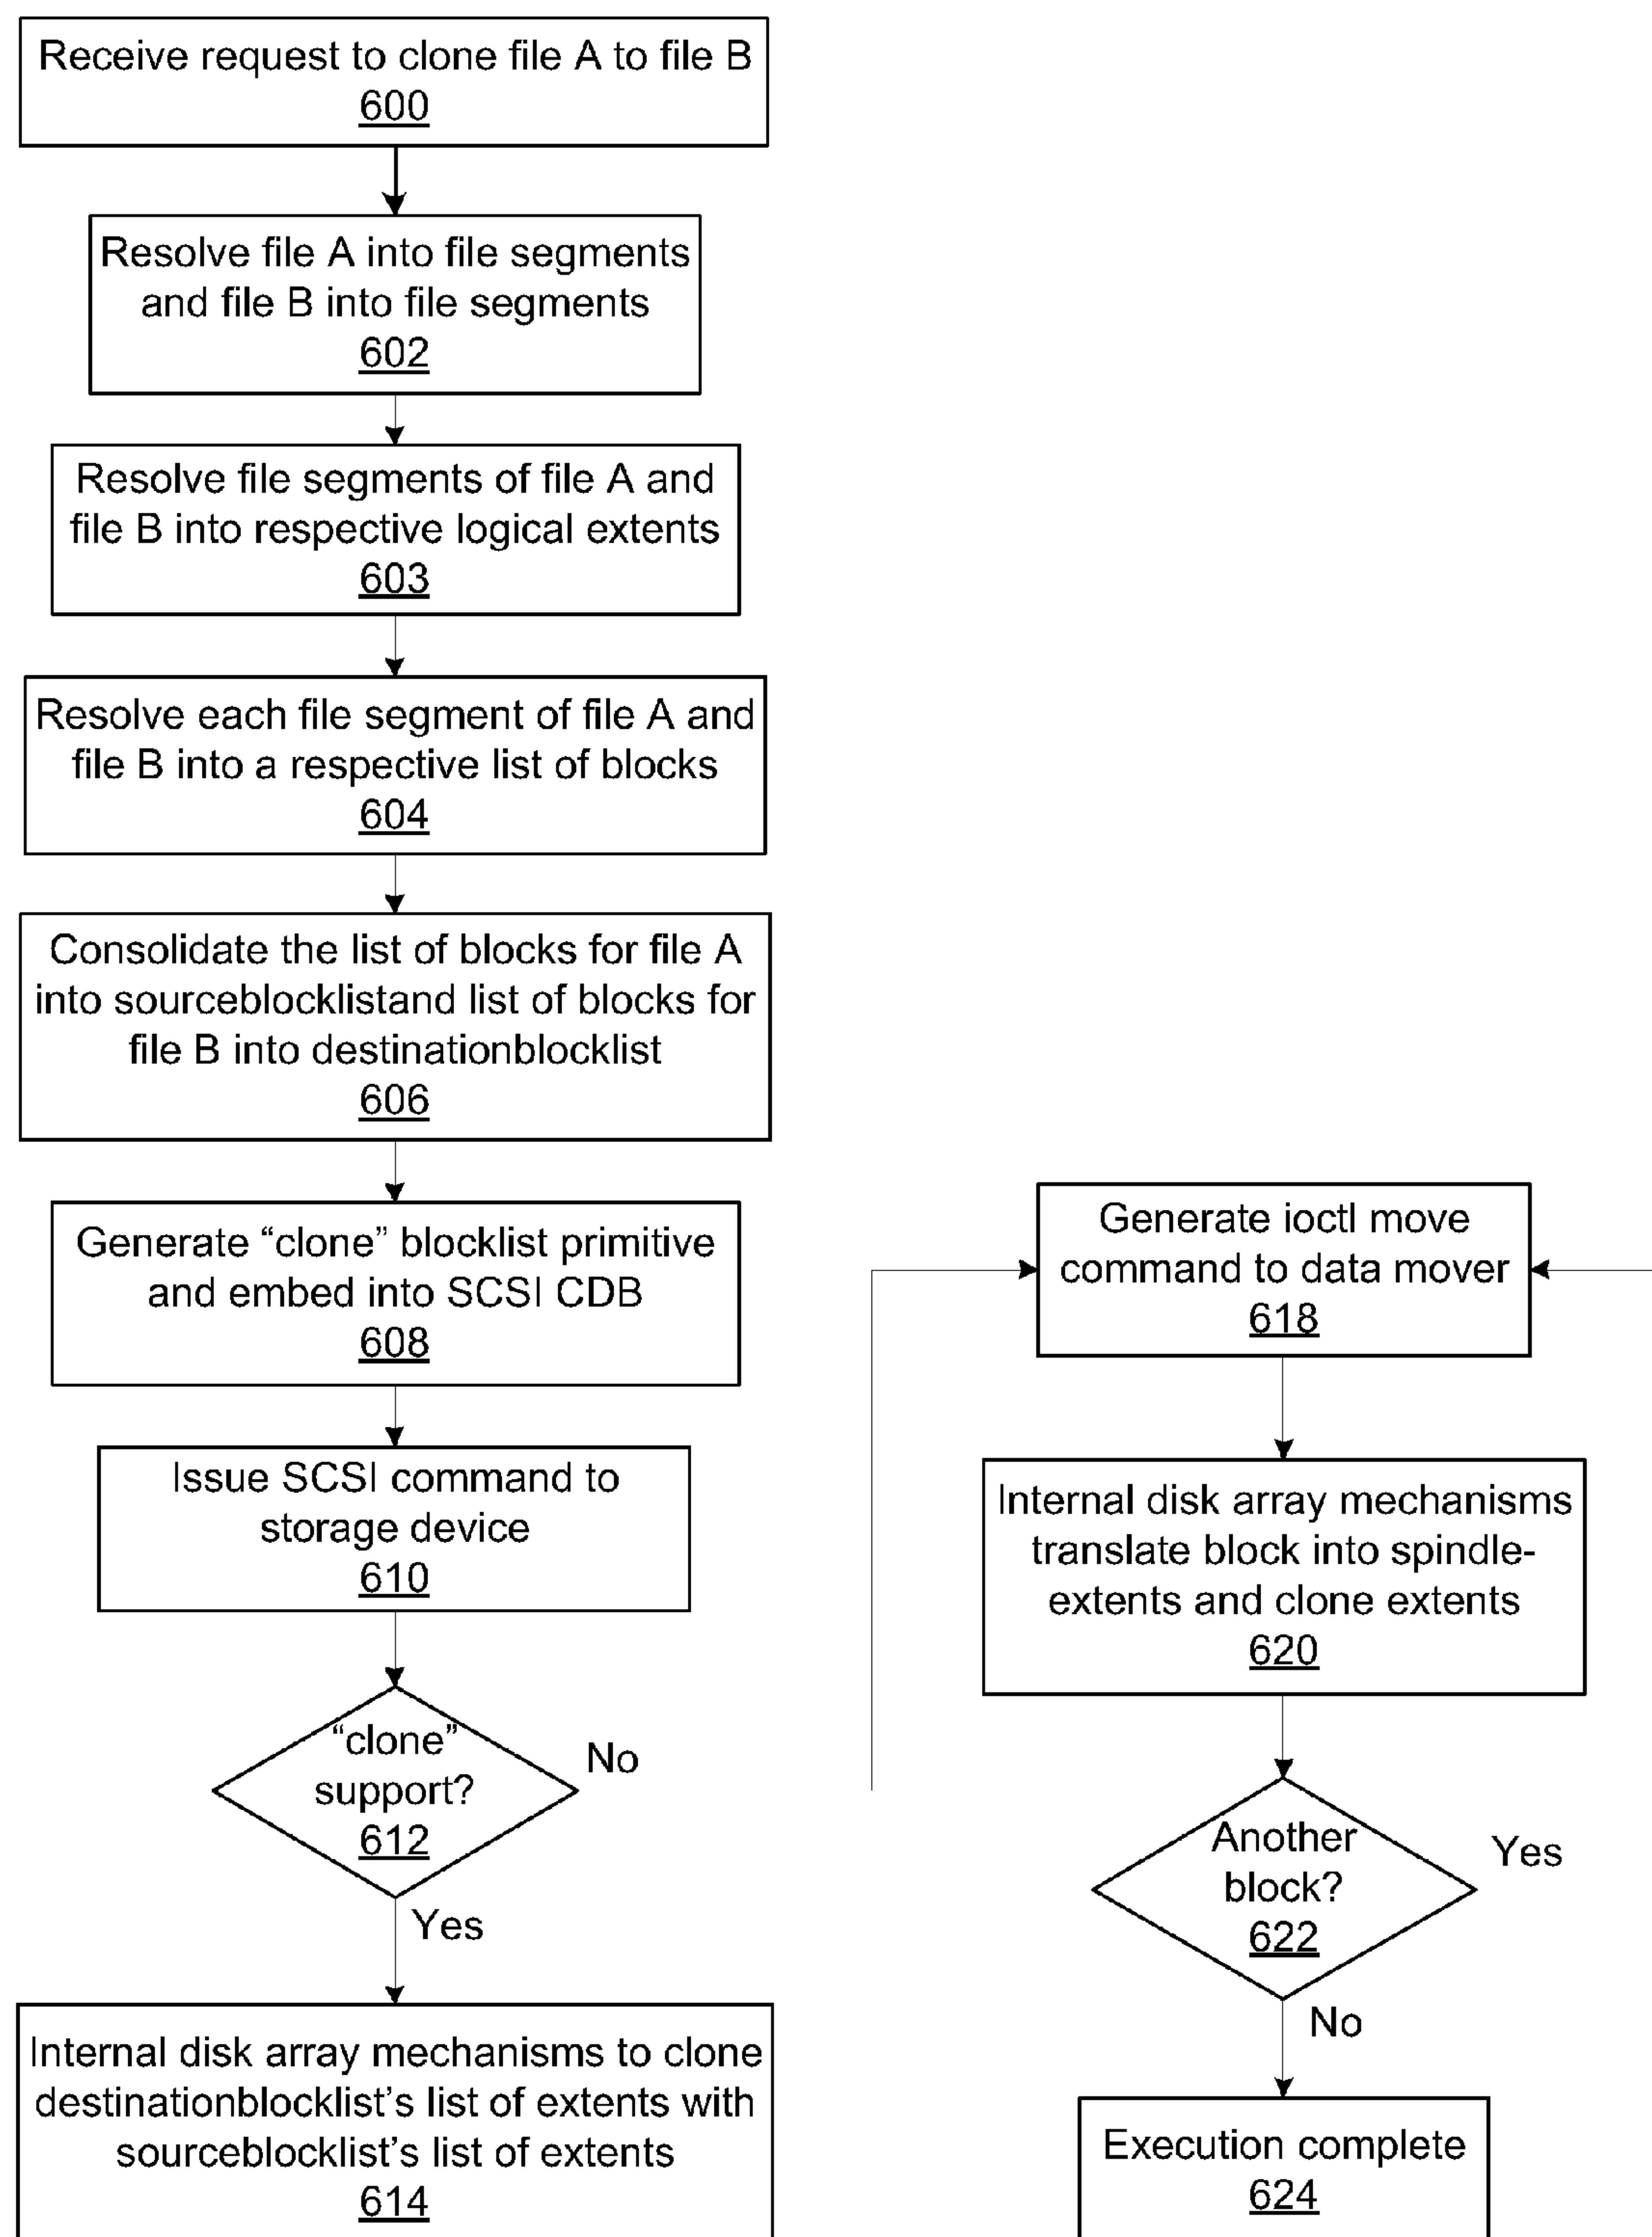 Receive request to clone file A to file B
600
Resolve file A into file segments
and file B into file segments
602
Resolve file segments of file A and
file B into respective logical extents
603
Resolve each file segment of file A and
file B into a respective list of blocks
604
Consolidate the list of blocks for file A
into sourceblocklistand list of blocks for
file B into destinationblocklist
606
Generate “clone” blocklist primitive
and embed into SCSI CDB
608
Issue SCSI command to
storage device
610
“clone”
support?
612
No
Yes
Internal disk array mechanisms to clone
destinationblocklist’s list of extents with
sourceblocklist’s list of extents
614
Generate ioctl move
command to data mover
618
Internal disk array mechanisms
translate block into spindle-
extents and clone extents
620
Another
block?
622
Yes
No
Execution complete
624